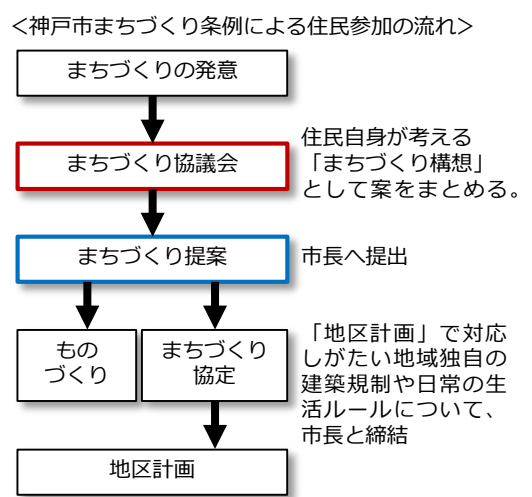 <神戸市まちづくり条例による住民参加の流れ>
まちづくりの発意
まちづくり協議会
住民自身が考える
「まちづくり構想」
として案をまとめる。
まちづくり提案
市長へ提出
もの
づくり
まちづくり
協定
「地区計画」で対応
しがたい地域独自の
建築規制や日常の生
活ルールについて、
市長と締結
地区計画